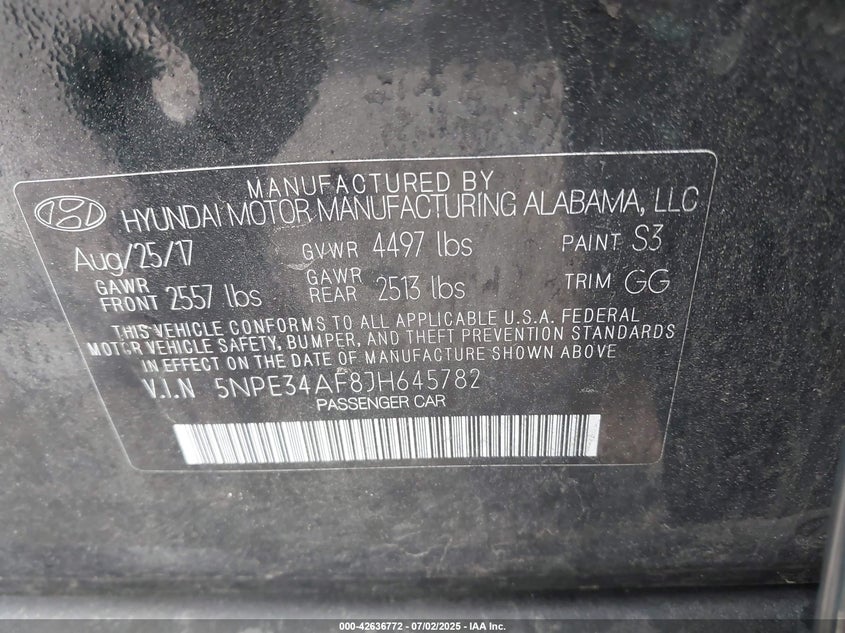 MANUFACTURED BY
HYUNDAI MOTOR MANUFACTURING ALABAMA, LLC
Aug/25/17 GVWR 4497 lbs PAINT S3
GAWR FRONT 2557 lbs GAWR REAR 2513 lbs TRIM GG
THIS VEHICLE CONFORMS TO ALL APPLICABLE U.S.A. FEDERAL
MOTOR VEHICLE SAFETY, BUMPER, AND THEFT PREVENTION STANDARDS
IN EFFECT ON THE DATE OF MANUFACTURE SHOWN ABOVE
V.I.N 5NPE34AF8JH645782
PASSENGER CAR
000-42636772 - 07/02/2025 - IAA Inc.